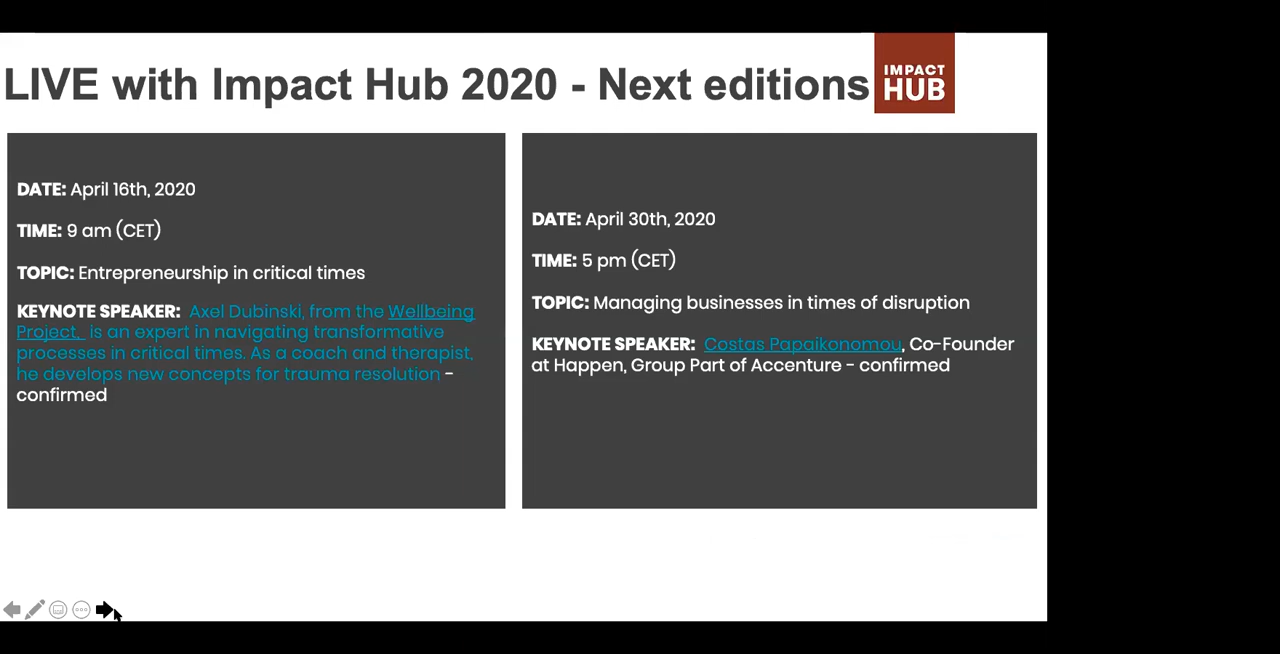 LIVE with Impact Hub 2020 - Next editions
IMPACT
HUB
DATE: April 16th, 2020
TIME: 9 am (CET)
TOPIC: Entrepreneurship in critical times
KEYNOTE SPEAKER: Axel Dubinski, from the Wellbeing
Project, is an expert in navigating transformative
processes in critical times. As a coach and therapist,
he develops new concepts for trauma resolution -
confirmed
DATE: April 30th, 2020
TIME: 5 pm (CET)
TOPIC: Managing businesses in times of disruption
KEYNOTE SPEAKER: Costas Papaikonomou, Co-Founder
at Happen, Group Part of Accenture - confirmed